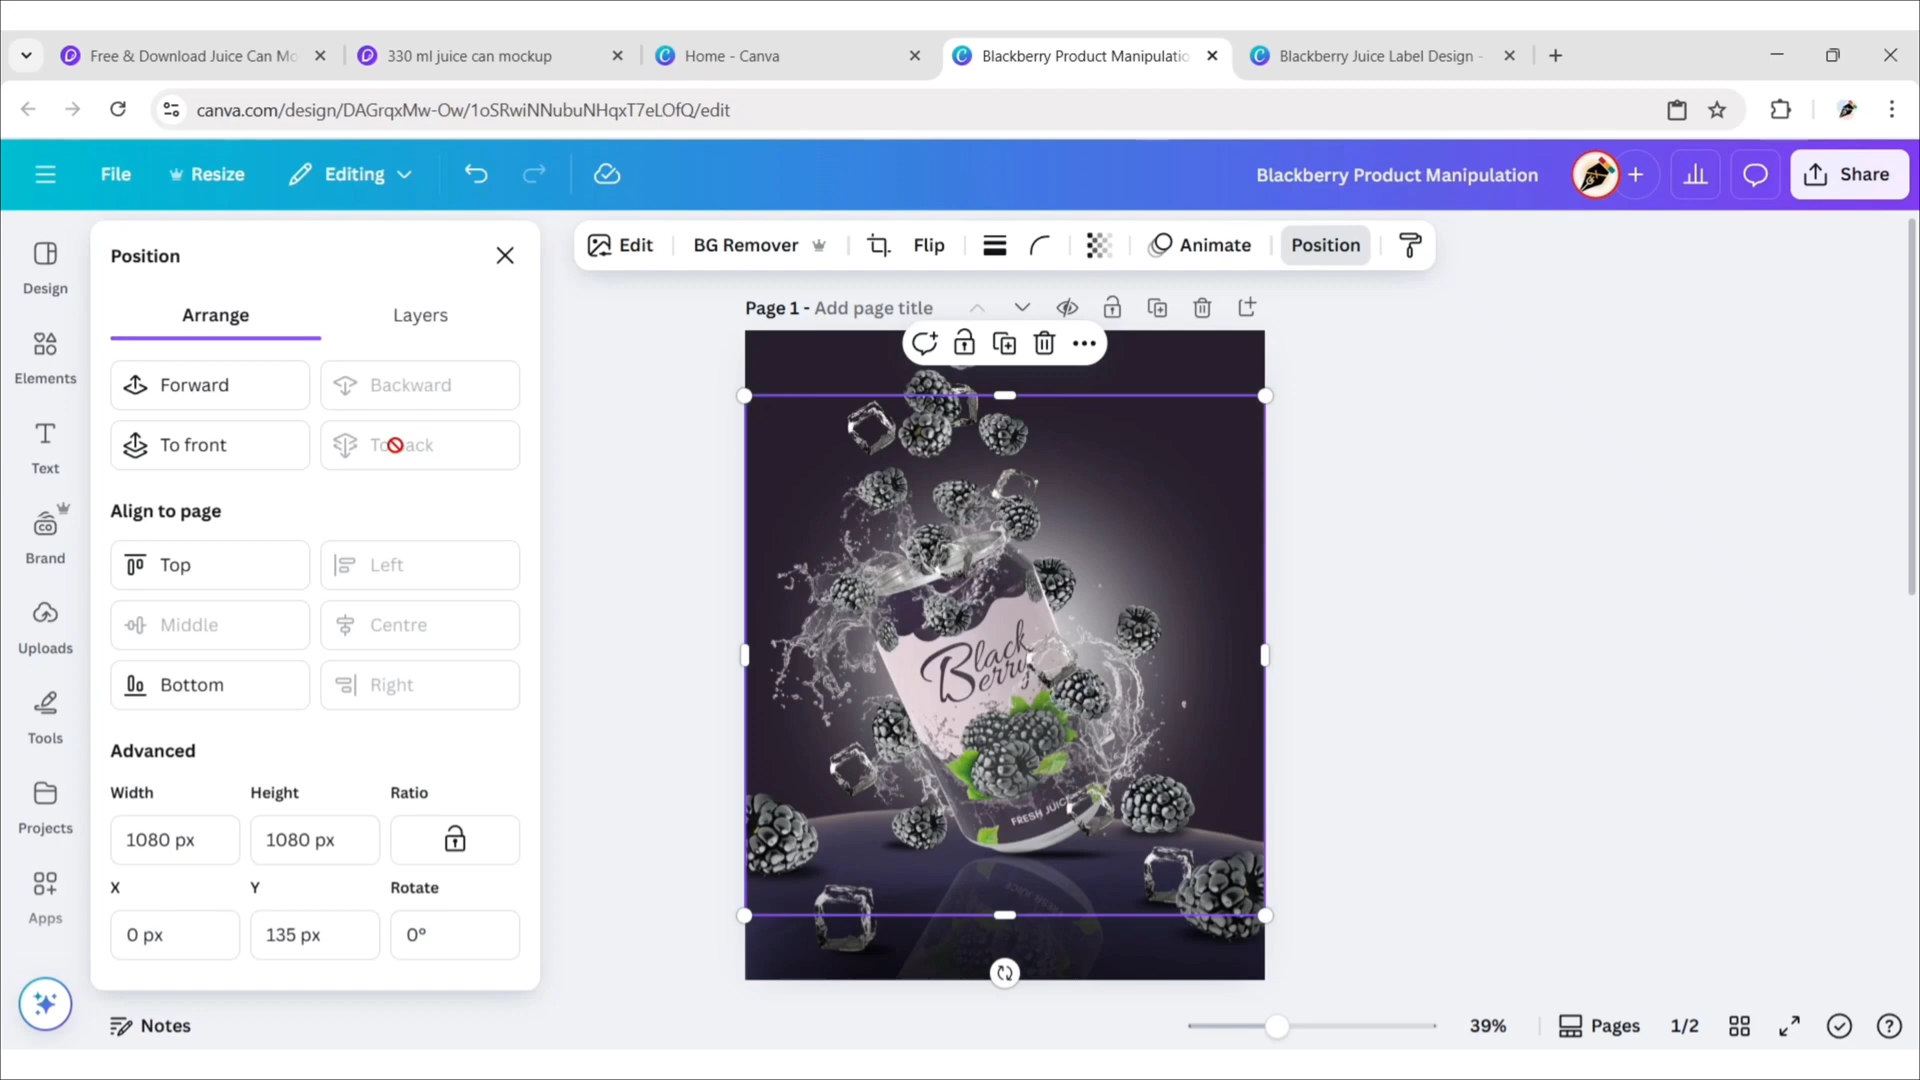 Free & Download Juice Can Mo
330 ml juice can mockup
Home - Canva
Blackberry Product Manipulatio
Blackberry Juice Label Design -
canva.com/design/DAGrqxMw-Ow/1oSRwiNNubuNHqxT7eLOfQ/edit
File
Resize
Editing
Blackberry Product Manipulation
Share
Design
Elements
Text
Brand
Uploads
Tools
Projects
Apps
Position
Arrange
Layers
Forward
Backward
To front
Align to page
Top
Left
Middle
Centre
Bottom
Right
Advanced
Width
Height
Ratio
1080 px
1080 px
X
Y
Rotate
0 px
135 px
0°
Notes
Edit
BG Remover
Flip
Animate
Position
Page 1 - Add page title
Black
Berry
FRESH JUICE
39%
Pages
1/2